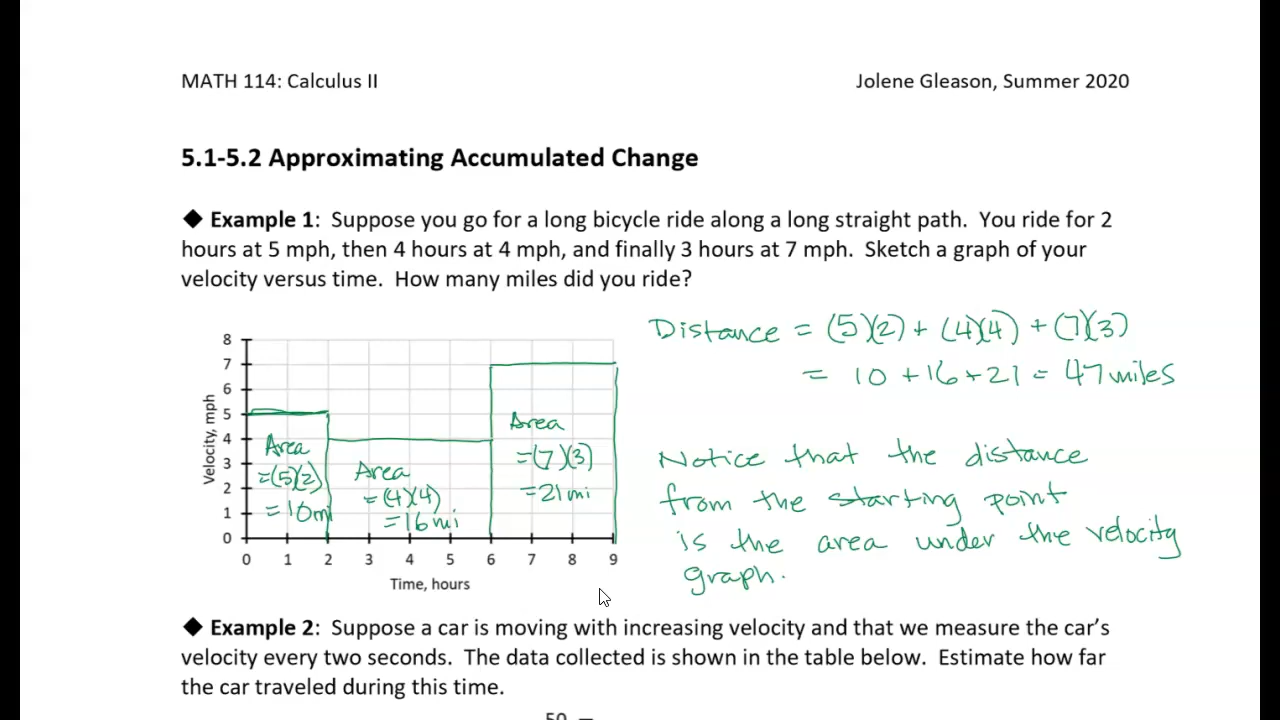 MATH 114: Calculus II
Jolene Gleason, Summer 2020
5.1-5.2 Approximating Accumulated Change
◆ Example 1: Suppose you go for a long bicycle ride along a long straight path. You ride for 2
hours at 5 mph, then 4 hours at 4 mph, and finally 3 hours at 7 mph. Sketch a graph of your
velocity versus time. How many miles did you ride?
8
7
6
5
4
3
2
1
0
Velocity, mph
0 1 2 3 4 5 6 7 8 9
Time, hours
Area
=(5)(2)
= 10mi
Area
=(4)(4)
=16mi
Area
=(7)(3)
=21mi
Distance = (5)(2) + (4)(4) + (7)(3)
= 10 +16+21 = 47 miles
Notice that the distance
from the starting point
is the area under the velocity
graph.
◆ Example 2: Suppose a car is moving with increasing velocity and that we measure the car's
velocity every two seconds. The data collected is shown in the table below. Estimate how far
the car traveled during this time.
50